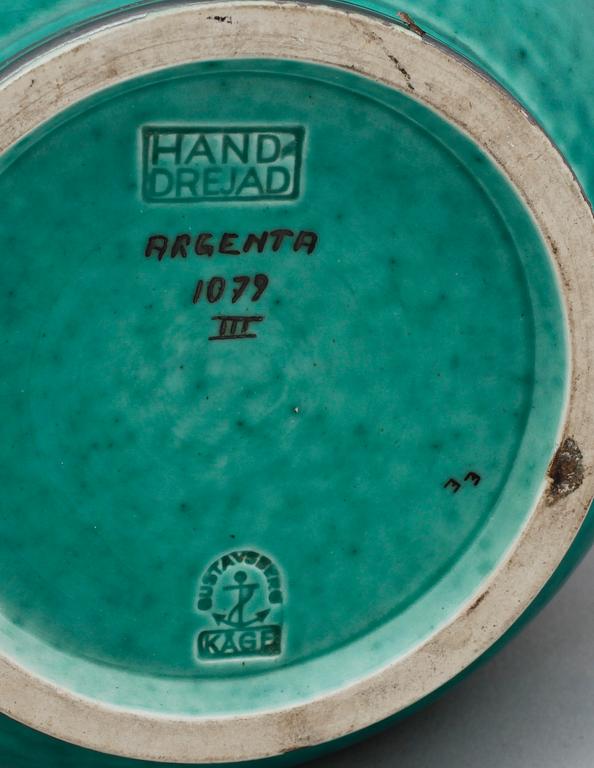 HAND
DREJAD
ARGENTA
1079
III
33
GUSTAVSBERG
KÅGE